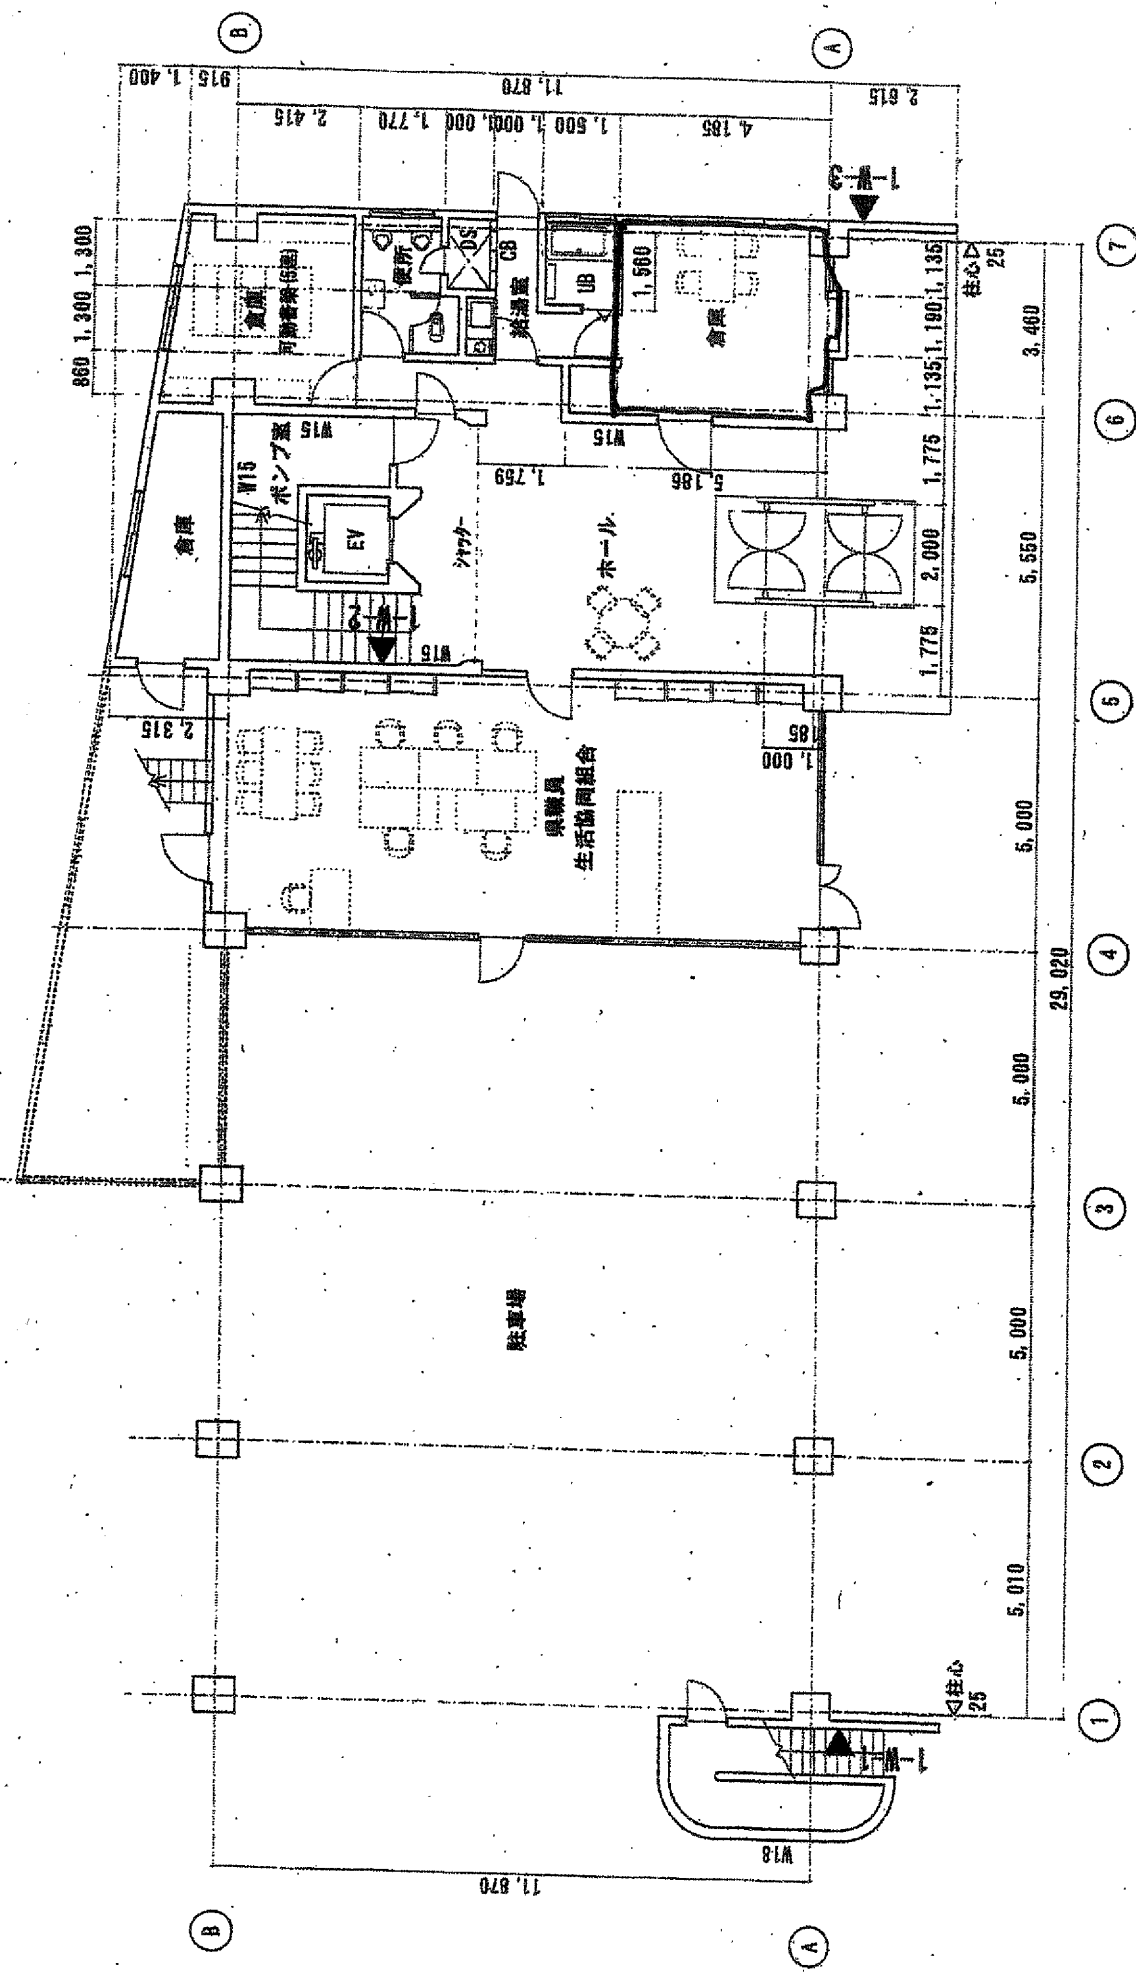 B
A
1,400
915
11,870
2,615
2,415
1,770
1,000
1,000
1,500
4,185
1-W-3
1,300
1,300
860
倉庫
可動書架(5連)
便所
DS
CB
給湯室
UB
1,560
倉庫
W15
W15
W15
ポンプ室
倉庫
EV
シャッター
1,759
5,186
ホール
1-W-2
W15
2,315
1,000
185
県職員
生活協同組合
駐車場
1,135
1,190
1,135
1,775
2,000
1,775
柱心
25
3,460
5,550
5,000
5,000
5,000
5,010
29,020
柱心
25
1-W-1
W18
11,870
7
6
5
4
3
2
1
B
A